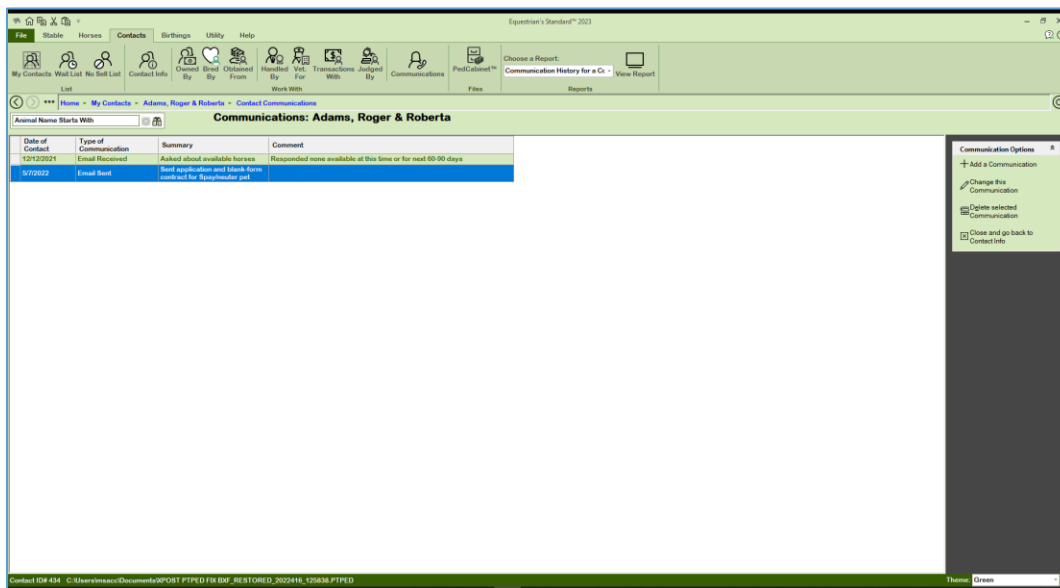 Equestrian's Standard™ 2023
File Stable Horses Contacts Birthings Utility Help
My Contacts Wait List No Sell List Contact Info Owned By Bred By Obtained From Handled By Vet. For Transactions With Judged By Communications PedCabinet™
Choose a Report:
Communication History for a Cc
View Report
List Work With Files Reports
Home - My Contacts - Adams, Roger & Roberta - Contact Communications
Animal Name Starts With
Communications: Adams, Roger & Roberta
Date of Contact Type of Communication Summary Comment
12/12/2021 Email Received Asked about available horses Responded none available at this time or for next 60-90 days
5/7/2022 Email Sent Sent application and blank-form
contract for Spay/neuter pet
Communication Options
Add a Communication
Change this
Communication
Delete selected
Communication
Close and go back to
Contact Info
Contact ID# 434 C:\Users\msacc\Documents\XPOST PTPED FIX BXF_RESTORED_2022416_125838.PTPED
Theme: Green